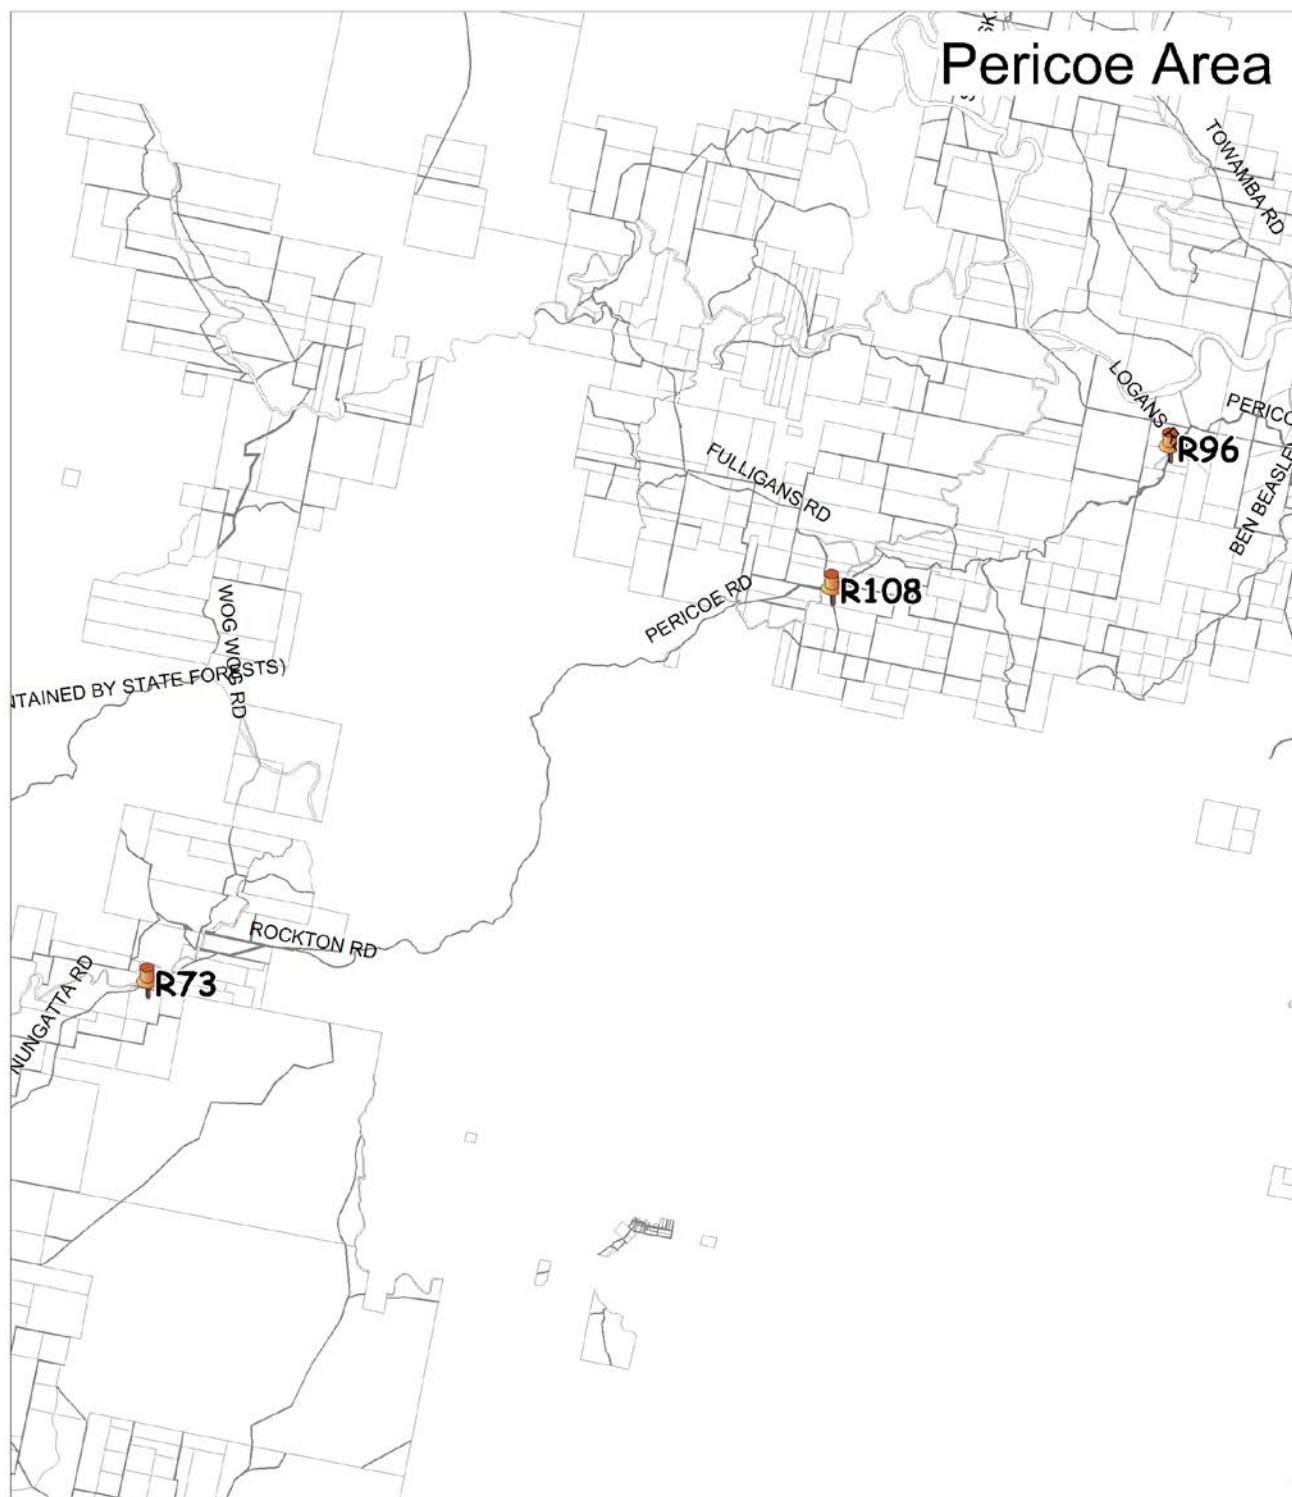 Pericoe Area
TOWAMBA RD
LOGANS
PERICO
R96
FULLIGANS RD
BEN BEASLE
R108
PERICOE RD
WOG WOG RD
NTAINED BY STATE FORESTS)
ROCKTON RD
NUNGATTA RD
R73